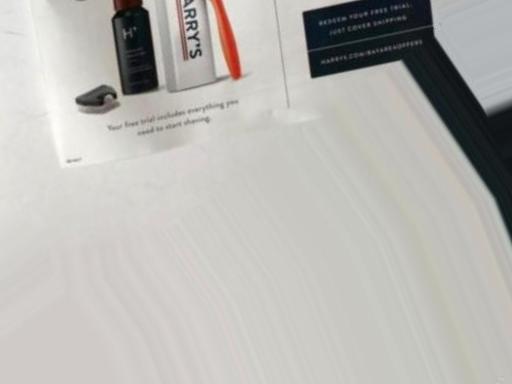 H'
ARRY'S
REDEEM YOUR FREE TRIAL,
JUST COVER SHIPPING
HARRYS.COM/BAYAREAOFFERS
Your free trial includes everything you
need to start shaving.